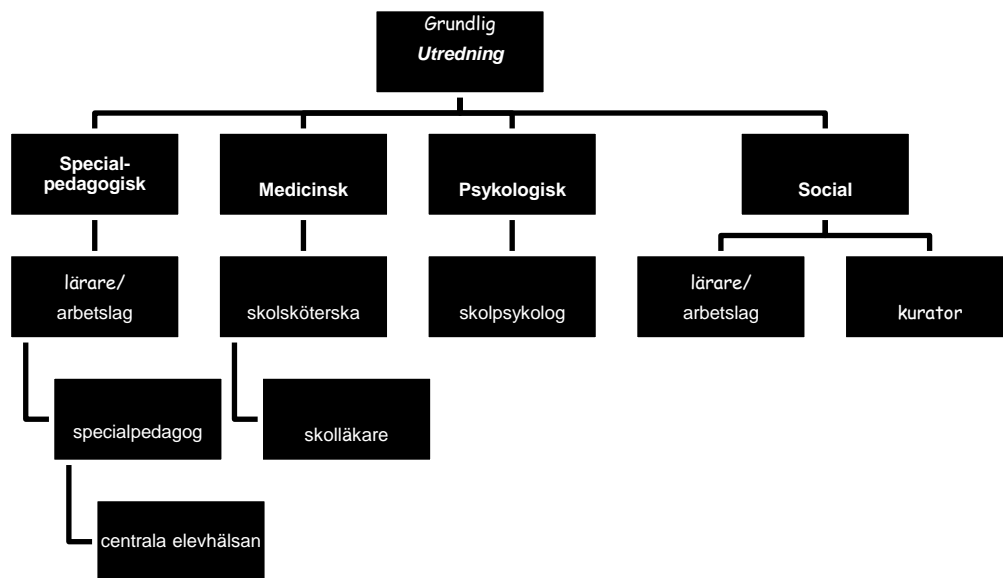 Grundlig
Utredning
Special-
pedagogisk
Medicinsk
Psykologisk
Social
lärare/
arbetslag
skolsköterska
skolpsykolog
lärare/
arbetslag
kurator
specialpedagog
skolläkare
centrala elevhälsan